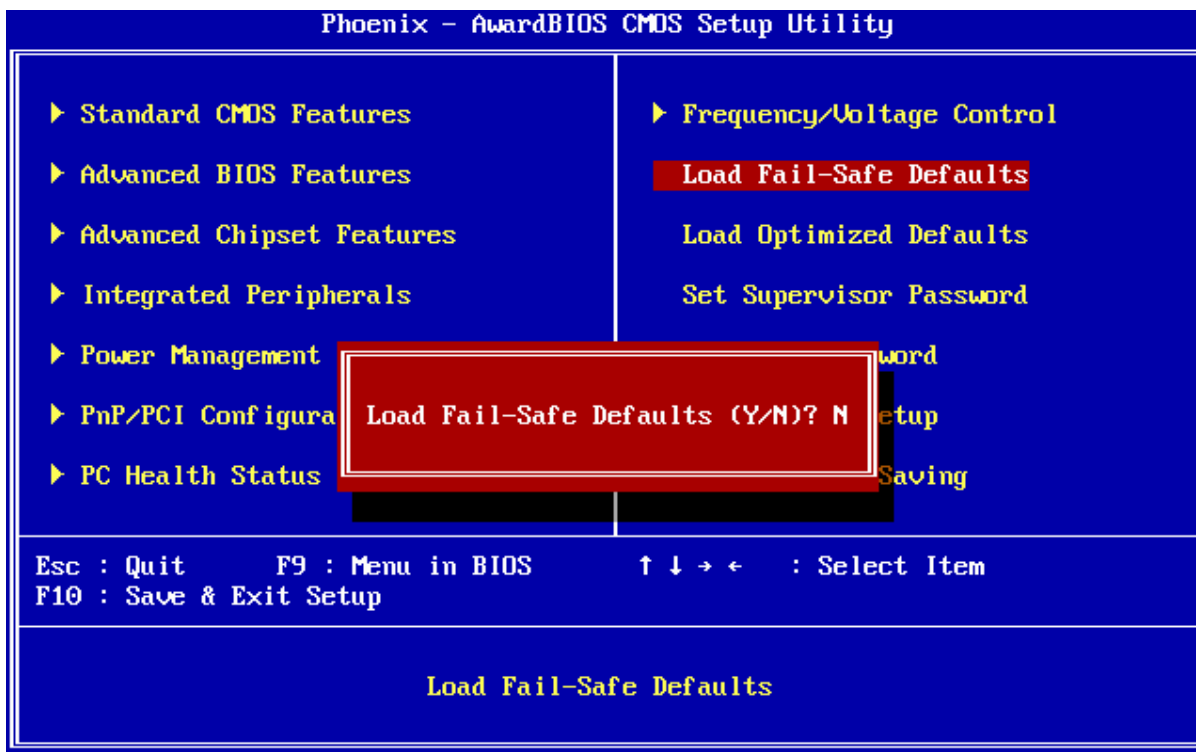 Phoenix - AwardBIOS CMOS Setup Utility
▶ Standard CMOS Features
▶ Advanced BIOS Features
▶ Advanced Chipset Features
▶ Integrated Peripherals
▶ Power Management
▶ PnP/PCI Configura
▶ PC Health Status
▶ Frequency/Voltage Control
Load Fail-Safe Defaults
Load Optimized Defaults
Set Supervisor Password
word
etup
Saving
Load Fail-Safe Defaults (Y/N)? N
Esc : Quit F9 : Menu in BIOS ↑ ↓ → ← : Select Item
F10 : Save & Exit Setup
Load Fail-Safe Defaults